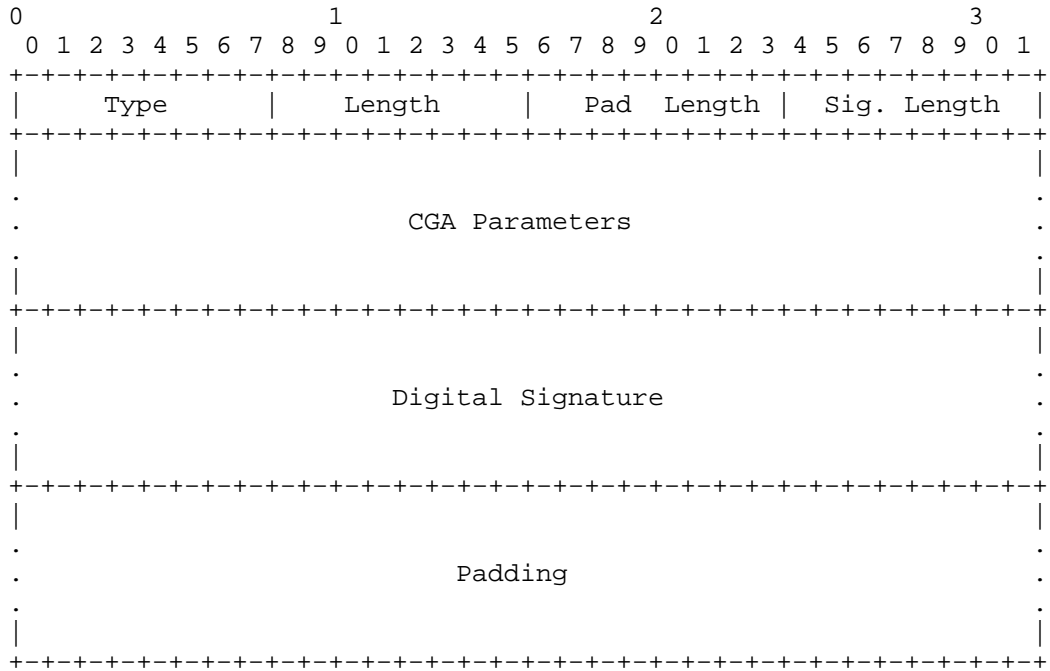 0                   1                   2                   3
 0 1 2 3 4 5 6 7 8 9 0 1 2 3 4 5 6 7 8 9 0 1 2 3 4 5 6 7 8 9 0 1
+-+-+-+-+-+-+-+-+-+-+-+-+-+-+-+-+-+-+-+-+-+-+-+-+-+-+-+-+-+-+-+-+
|     Type      |    Length     |   Pad  Length |  Sig. Length  |
+-+-+-+-+-+-+-+-+-+-+-+-+-+-+-+-+-+-+-+-+-+-+-+-+-+-+-+-+-+-+-+-+
|                                                               |
.                                                               .
.                        CGA Parameters                         .
.                                                               .
|                                                               |
+-+-+-+-+-+-+-+-+-+-+-+-+-+-+-+-+-+-+-+-+-+-+-+-+-+-+-+-+-+-+-+-+
|                                                               |
.                                                               .
.                       Digital Signature                       .
.                                                               .
|                                                               |
+-+-+-+-+-+-+-+-+-+-+-+-+-+-+-+-+-+-+-+-+-+-+-+-+-+-+-+-+-+-+-+-+
|                                                               |
.                                                               .
.                           Padding                             .
.                                                               .
|                                                               |
+-+-+-+-+-+-+-+-+-+-+-+-+-+-+-+-+-+-+-+-+-+-+-+-+-+-+-+-+-+-+-+-+